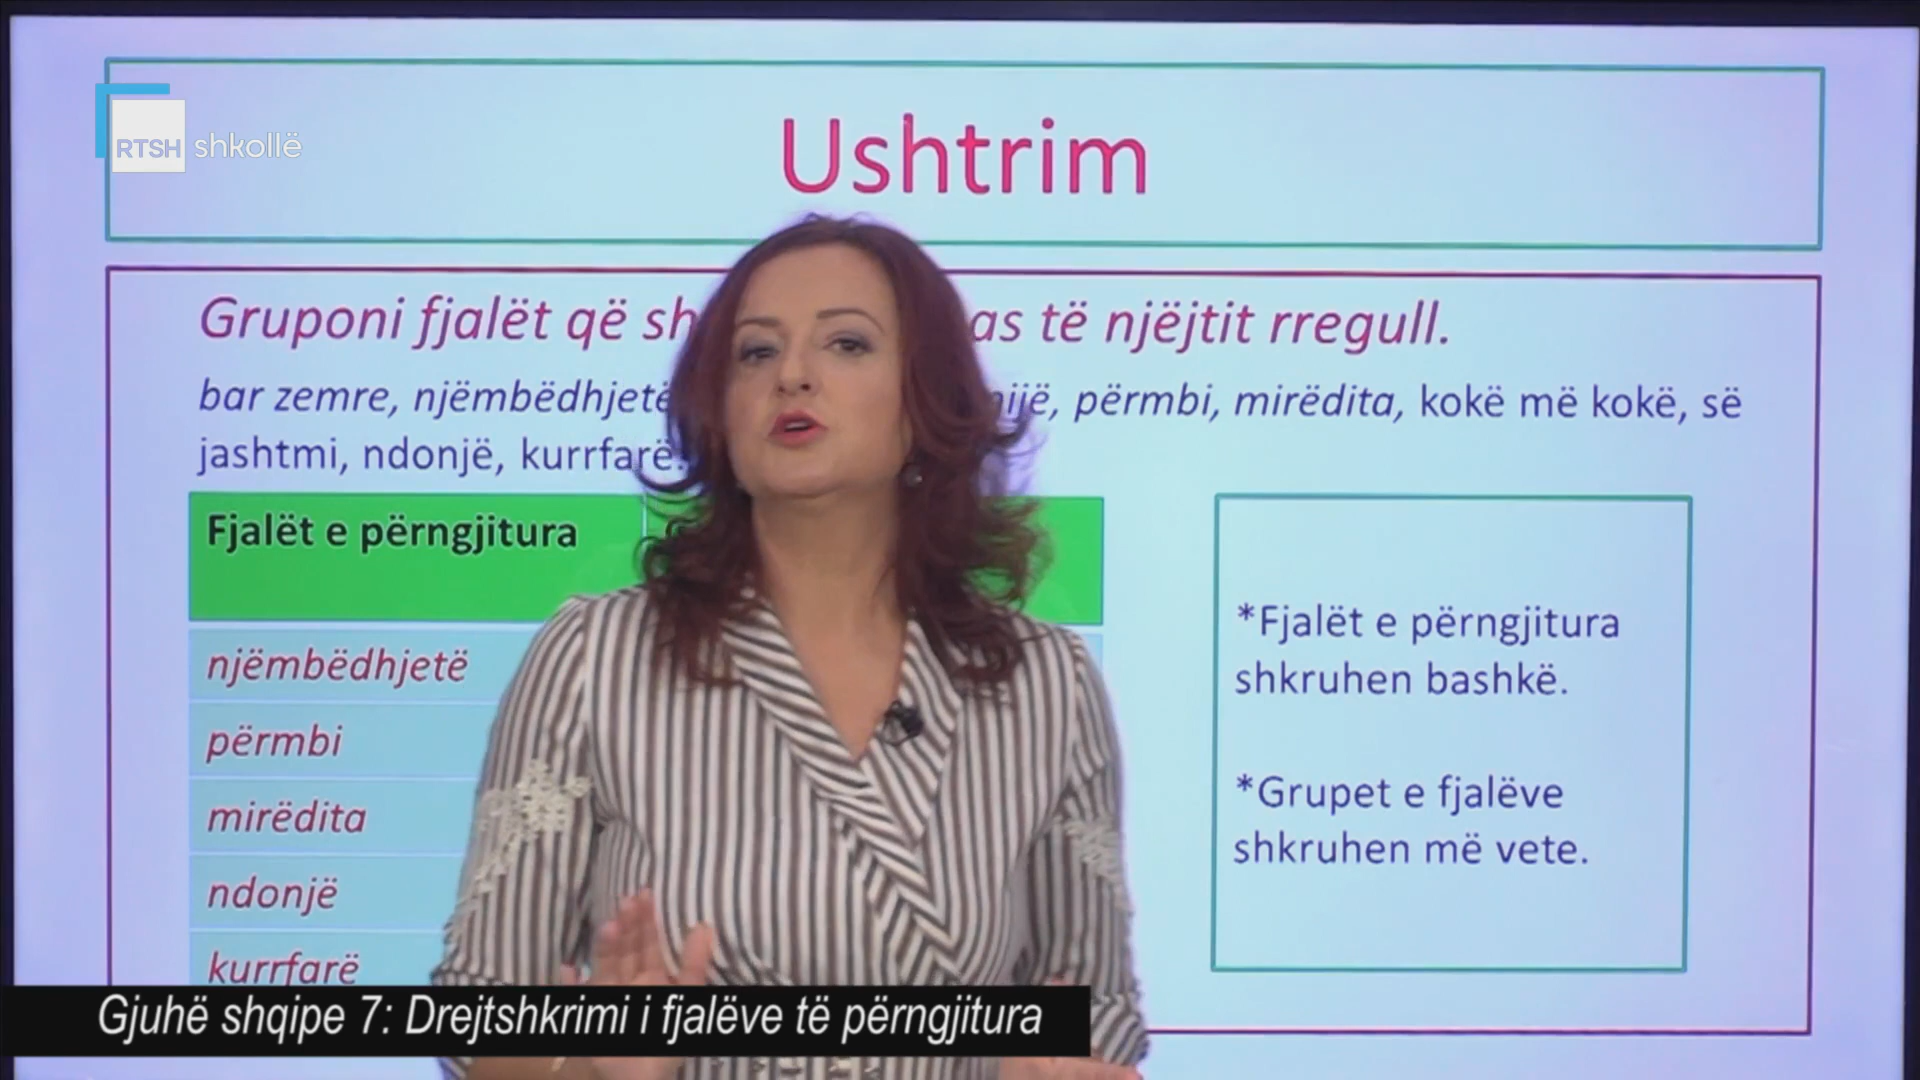 RTSH shkollë
Ushtrim
Gruponi fjalët që as të njëjtit rregull.
bar zemre, njëmbëdhjetë përmbi, mirëdita, kokë më kokë, së
jashtmi, ndonjë, kurrfarë.
Fjalët e përngjitura
njëmbëdhjetë
përmbi
mirëdita
ndonjë
kurrfarë
*Fjalët e përngjitura
shkruhen bashkë.
*Grupet e fjalëve
shkruhen më vete.
Gjuhë shqipe 7: Drejtshkrimi i fjalëve të përngjitura